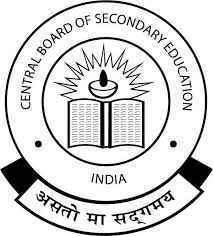 CENTRAL BOARD OF SECONDARY EDUCATION
INDIA
असतो मा सद्गमय